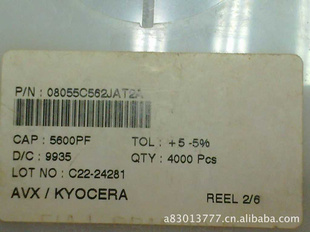 P/N : 08055C562JAT2A
CAP : 5600PF TOL : +5 -5%
D/C : 9935 QTY : 4000 Pcs
LOT NO : C22-24281
AVX / KYOCERA REEL 2/6
a83013777.cn.alibaba.com